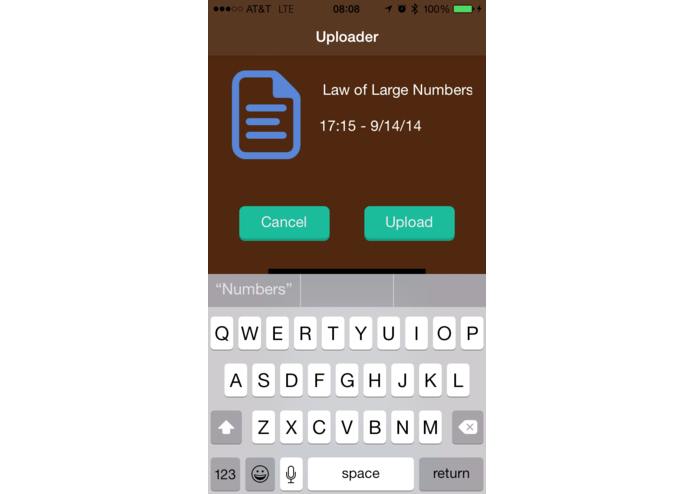 AT&T LTE 08:08 100%
Uploader
Law of Large Numbers
17:15 - 9/14/14
Cancel Upload
“Numbers”
Q W E R T Y U I O P
A S D F G H J K L
Z X C V B N M
123 space return